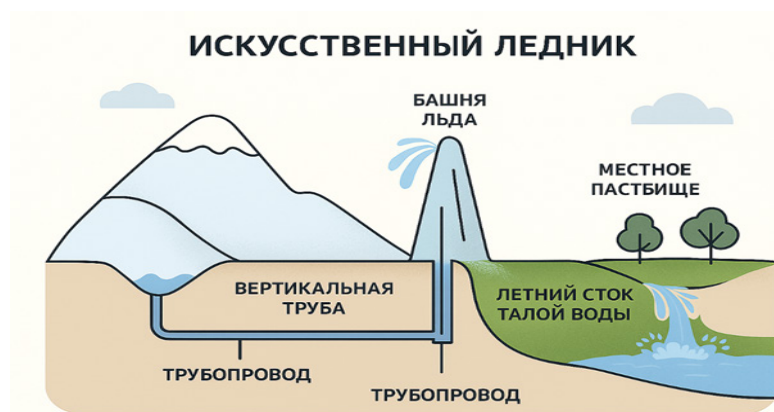 ИСКУССТВЕННЫЙ ЛЕДНИК
БАШНЯ
ЛЬДА
МЕСТНОЕ
ПАСТБИЩЕ
ВЕРТИКАЛЬНАЯ
ТРУБА
ЛЕТНИЙ СТОК
ТАЛОЙ ВОДЫ
ТРУБОПРОВОД
ТРУБОПРОВОД